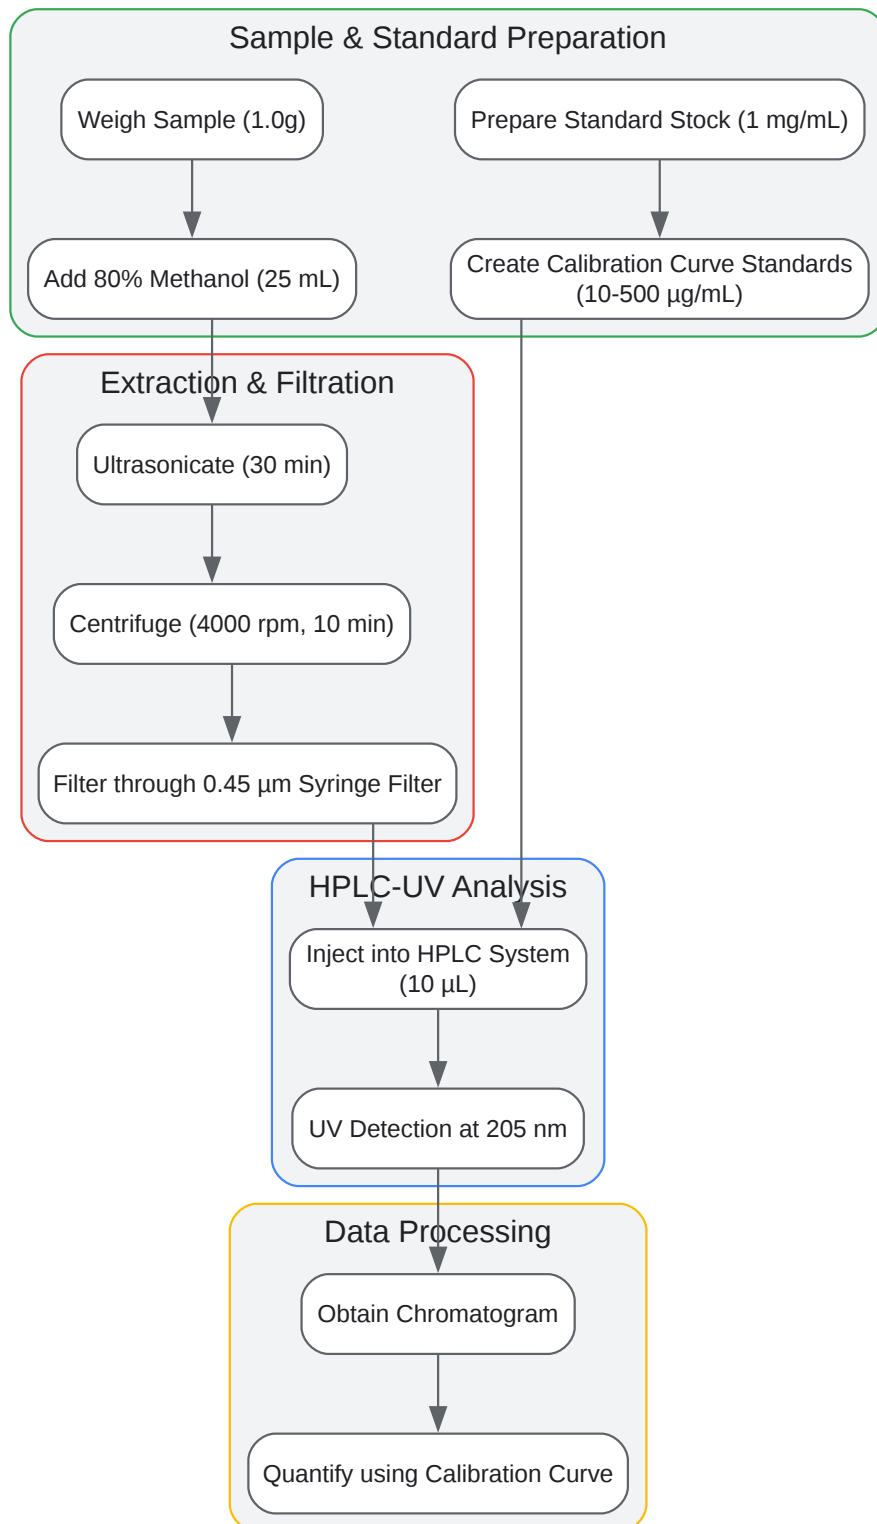 Sample & Standard Preparation
Weigh Sample (1.0g)
Prepare Standard Stock (1 mg/mL)
Add 80% Methanol (25 mL)
Create Calibration Curve Standards
(10-500 µg/mL)
Extraction & Filtration
Ultrasonicate (30 min)
Centrifuge (4000 rpm, 10 min)
Filter through 0.45 µm Syringe Filter
HPLC-UV Analysis
Inject into HPLC System
(10 µL)
UV Detection at 205 nm
Data Processing
Obtain Chromatogram
Quantify using Calibration Curve